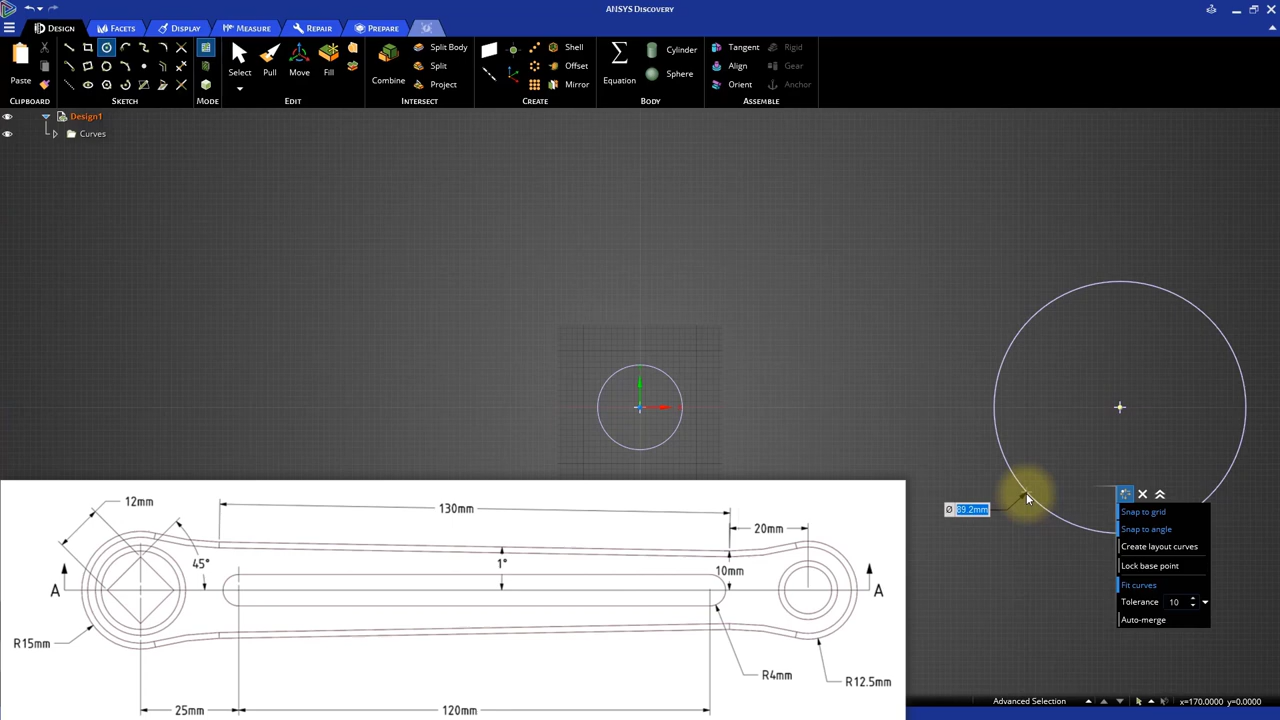 ANSYS DISCOVERY
DESIGN FACETS DISPLAY MEASURE REPAIR PREPARE
Paste
Select Pull Move Fill
Combine
Split Body
Split
Project
Shell
Offset
Mirror
Equation
Cylinder
Sphere
Tangent Rigid
Align Gear
Orient Anchor
CLIPBOARD SKETCH MODE EDIT INTERSECT CREATE BODY ASSEMBLE
Design1
Curves
Ø 89.2mm
Snap to grid
Snap to angle
Create layout curves
Lock base point
Fit curves
Tolerance 10
Auto-merge
12mm
130mm
20mm
45°
1°
10mm
A
A
R15mm
R4mm
R12.5mm
25mm
120mm
Advanced Selection
x=170.0000 y=0.0000